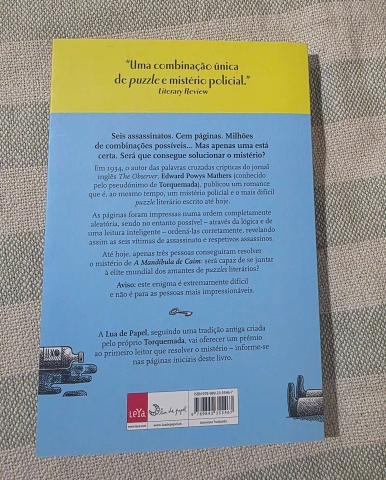 “Uma combinação única
de puzzle e mistério policial.”
Literary Review
Seis assassinatos. Cem páginas. Milhões
de combinações possíveis... Mas apenas uma está
certa. Será que consegue solucionar o mistério?
Em 1934, o autor das palavras cruzadas crípticas do jornal
inglês The Observer, Edward Powys Mathers (conhecido
pelo pseudónimo de Torquemada), publicou um romance
que é, ao mesmo tempo, um mistério policial e o mais difícil
puzzle literário escrito até hoje.
As páginas foram impressas numa ordem completamente
aleatória, sendo no entanto possível – através da lógica e de
uma leitura inteligente – ordená-las corretamente, revelando
assim as seis vítimas de assassinato e respetivos assassinos.
Até hoje, apenas três pessoas conseguiram resolver
o mistério de A Mandíbula de Caim: será capaz de se juntar
à elite mundial dos amantes de puzzles literários?
Aviso: este enigma é extremamente difícil
e não é para as pessoas mais impressionáveis.
A Lua de Papel, seguindo uma tradição antiga criada
pelo próprio Torquemada, vai oferecer um prémio
ao primeiro leitor que resolver o mistério – informe-se
nas páginas iniciais deste livro.
LEYA
lua de papel